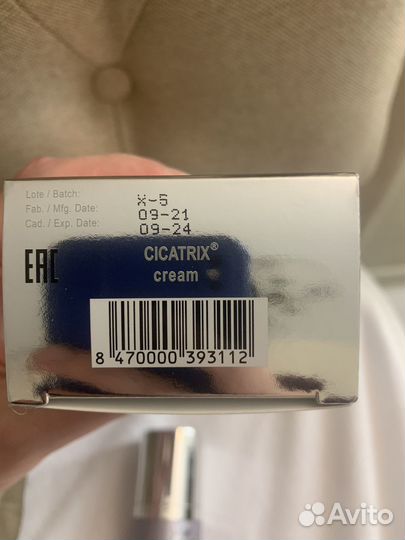 Lote / Batch: X-5
Fab. / Mfg. Date: 09-21
Cad. / Exp. Date: 09-24
EAC
CICATRIX®
cream
8 470000 393112
Avito